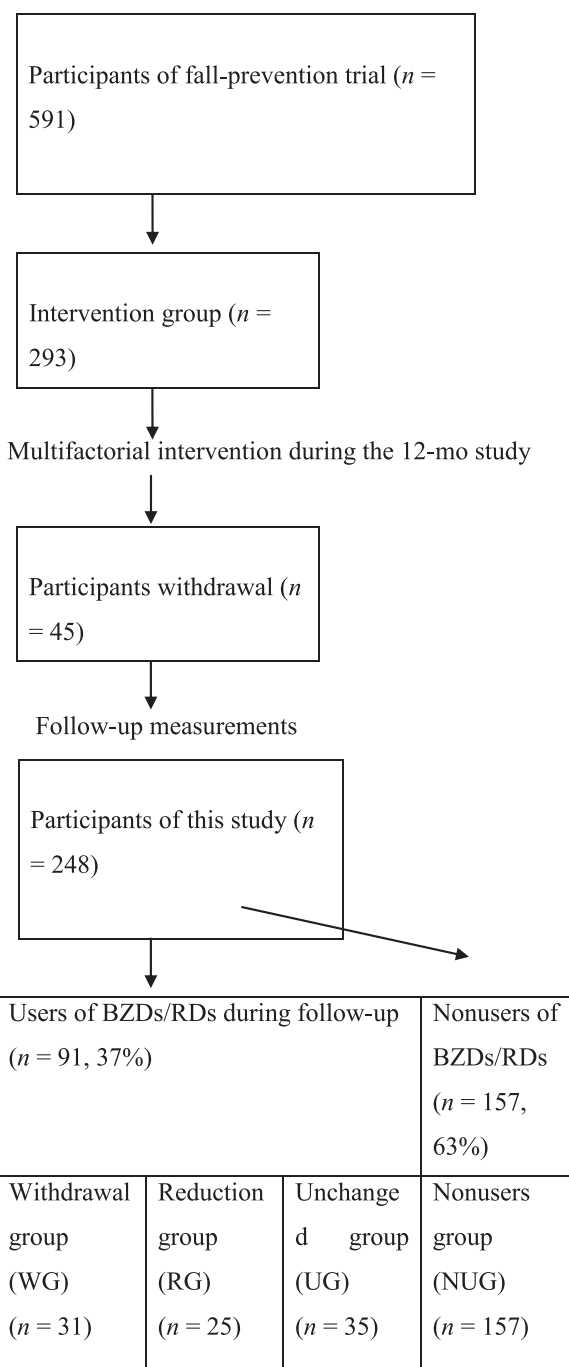 Participants of fall-prevention trial (n =
591)
Intervention group (n =
293)
Multifactorial intervention during the 12-mo study
Participants withdrawal (n
= 45)
Follow-up measurements
Participants of this study (n
= 248)
Users of BZDs/RDs during follow-up
(n = 91, 37%)
Nonusers of
BZDs/RDs
(n = 157,
63%)
Withdrawal
group
(WG)
(n = 31)
Reduction
group
(RG)
(n = 25)
Unchange
d group
(UG)
(n = 35)
Nonusers
group
(NUG)
(n = 157)